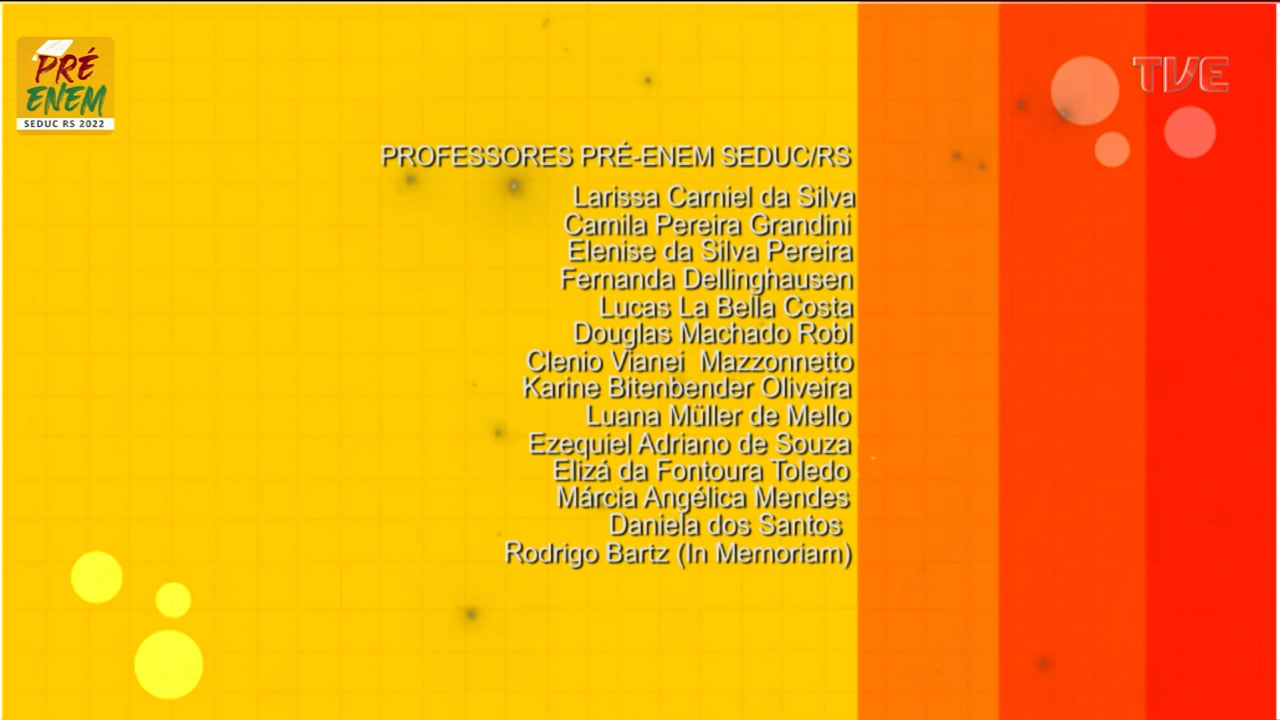 PRÉ
ENEM
SEDUC RS 2022
TVE
PROFESSORES PRÉ-ENEM SEDUC/RS
Larissa Carniel da Silva
Camila Pereira Grandini
Elenise da Silva Pereira
Fernanda Dellinghausen
Lucas La Bella Costa
Douglas Machado Robl
Clenio Vianei Mazzonnetto
Karine Bitenbender Oliveira
Luana Müller de Mello
Ezequiel Adriano de Souza
Elizá da Fontoura Toledo
Márcia Angélica Mendes
Daniela dos Santos
Rodrigo Bartz (In Memoriam)